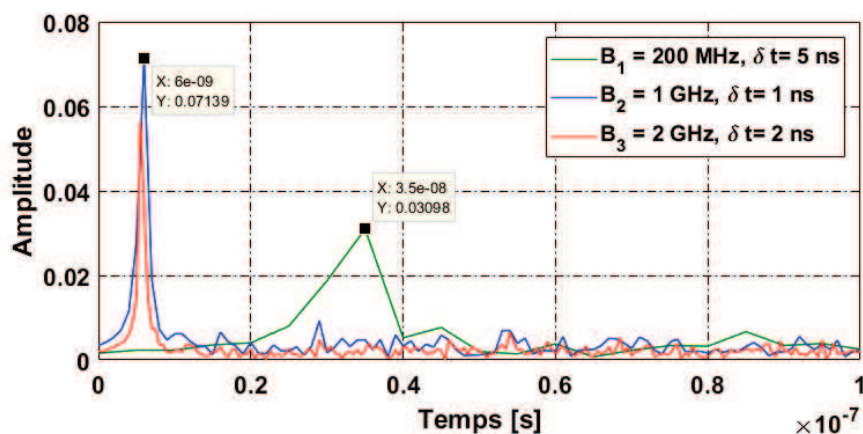 0.08
0.06
0.04
0.02
0
Amplitude
X: 6e-09
Y: 0.07139
X: 3.5e-08
Y: 0.03098
B₁ = 200 MHz, δ t= 5 ns
B₂ = 1 GHz, δ t= 1 ns
B₃ = 2 GHz, δ t= 2 ns
0 0.2 0.4 0.6 0.8 1
Temps [s]
×10⁻⁷